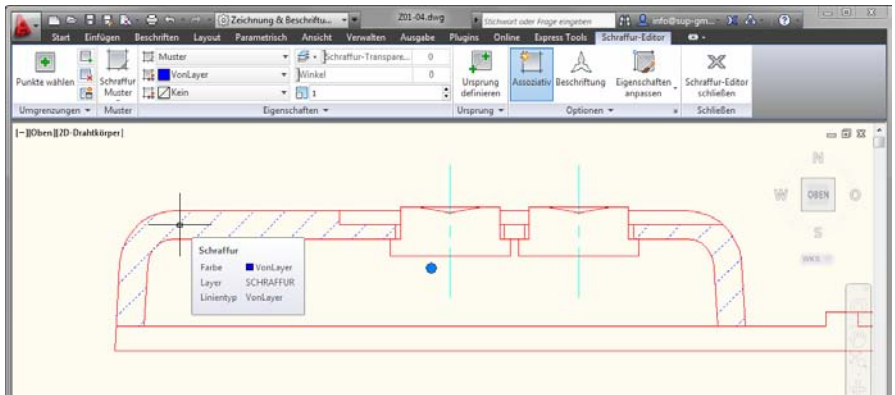 Zeichnung & Beschriftu...
Z01-04.dwg
Stichwort oder Frage eingeben
info@sup-gm...
Start Einfügen Beschriften Layout Parametrisch Ansicht Verwalten Ausgabe Plugins Online Express Tools Schraffur-Editor
Punkte wählen
Schraffur Muster
Muster
VonLayer
Kein
Schraffur-Transpare... 0
Winkel 0
1
Ursprung definieren
Assoziativ
Beschriftung
Eigenschaften anpassen
Schraffur-Editor schließen
Umgrenzungen Muster Eigenschaften Ursprung Optionen Schließen
[-][Oben][2D-Drahtkörper]
N
W OBEN O
S
WKS
Schraffur
Farbe VonLayer
Layer SCHRAFFUR
Linientyp VonLayer